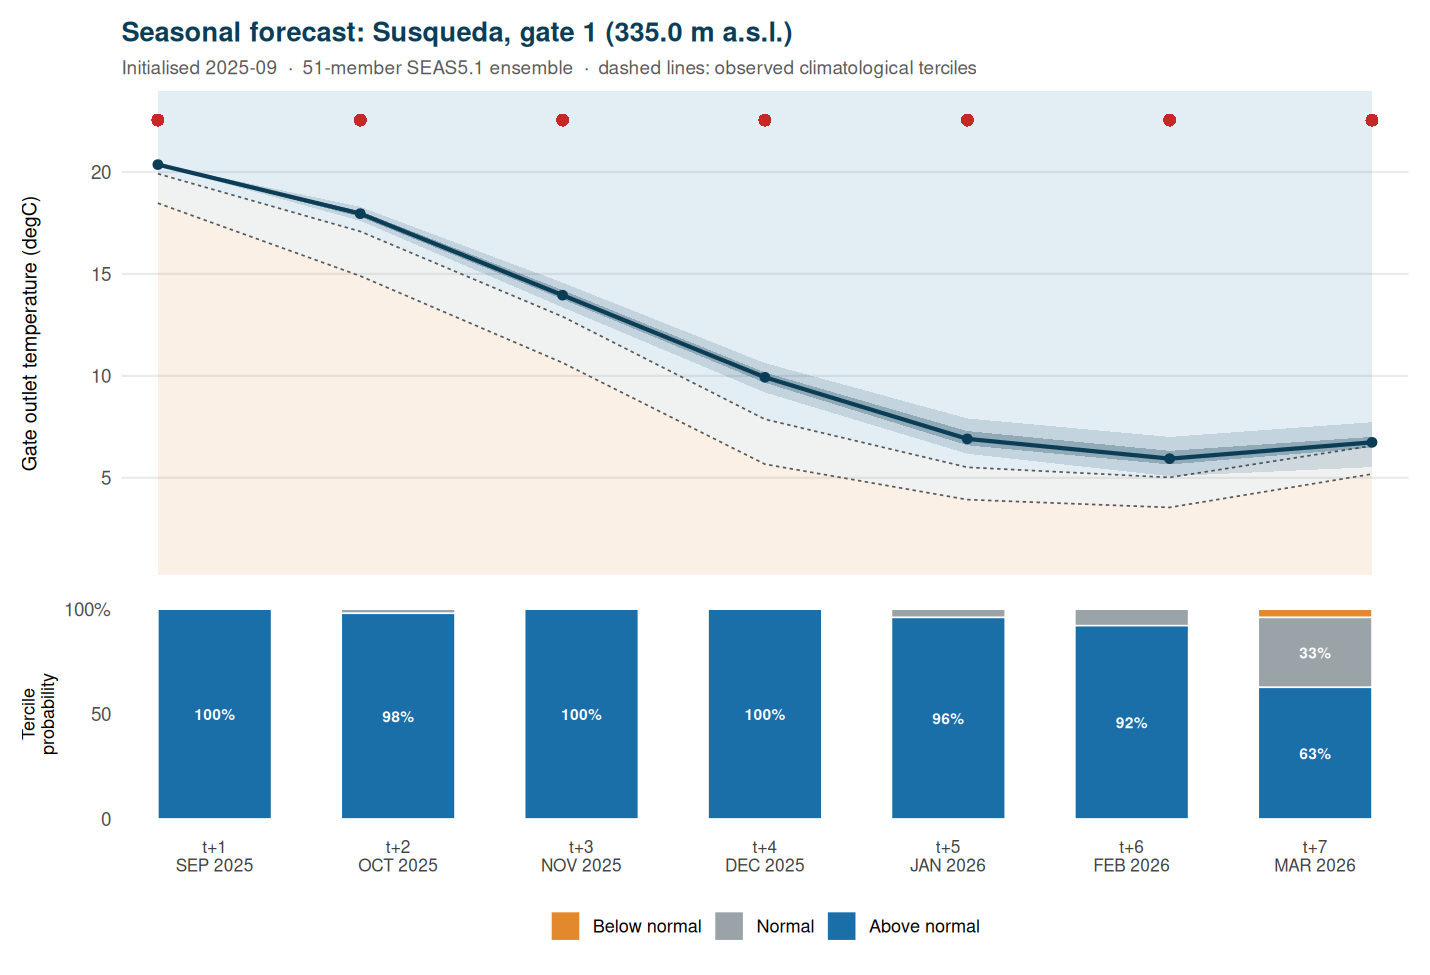 Seasonal forecast: Susqueda, gate 1 (335.0 m a.s.l.)
Initialised 2025-09 · 51-member SEAS5.1 ensemble · dashed lines: observed climatological terciles
Gate outlet temperature (degC)
20
15
10
5
Tercile
probability
100%
50
0
100%
98%
100%
100%
96%
92%
33%
63%
t+1
SEP 2025
t+2
OCT 2025
t+3
NOV 2025
t+4
DEC 2025
t+5
JAN 2026
t+6
FEB 2026
t+7
MAR 2026
Below normal
Normal
Above normal